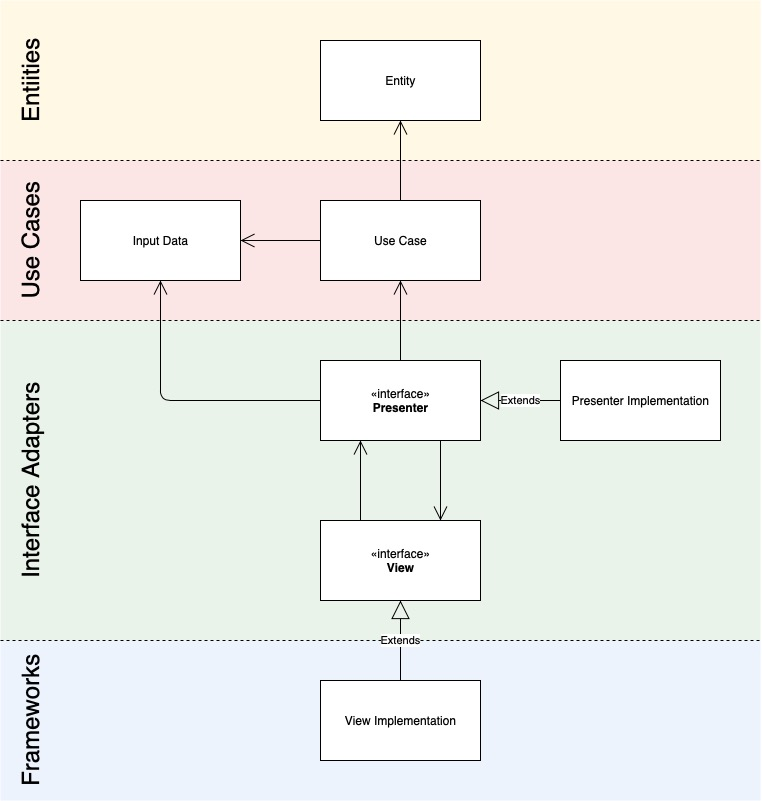 Entiities
Entity
Use Cases
Input Data
Use Case
Interface Adapters
«interface»
Presenter
Extends
Presenter Implementation
«interface»
View
Extends
Frameworks
View Implementation